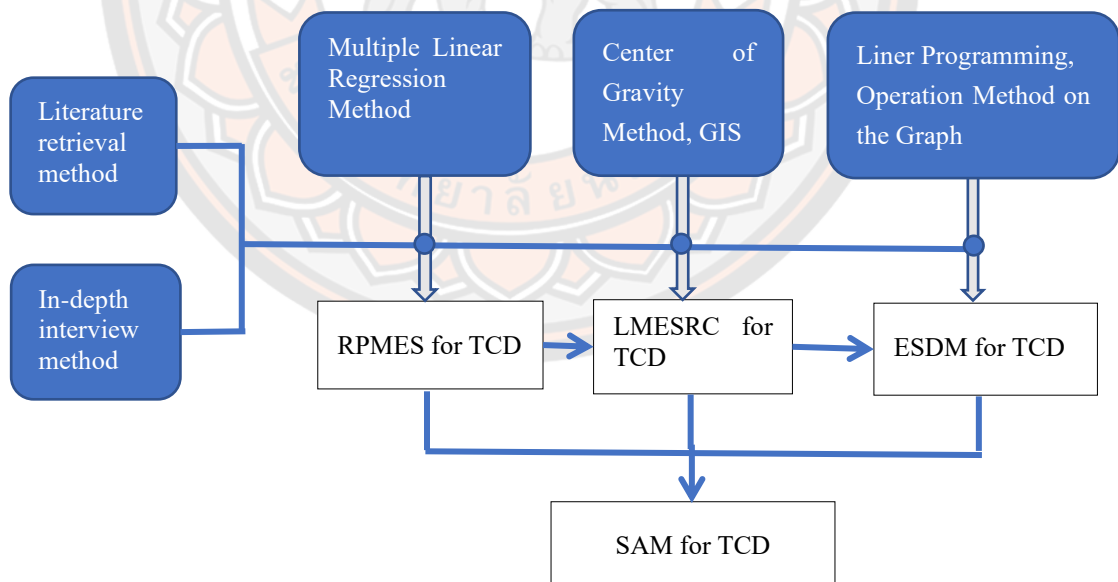 Multiple Linear
Regression
Method
Center of
Gravity
Method, GIS
Liner Programming,
Operation Method on
the Graph
Literature
retrieval
method
In-depth
interview
method
RPMES for TCD
LMESRC for
TCD
ESDM for TCD
SAM for TCD